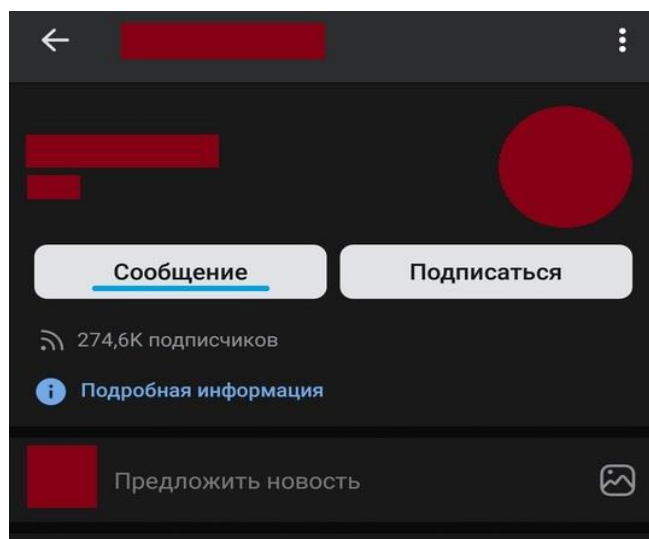 Сообщение
Подписаться
274,6K подписчиков
Подробная информация
Предложить новость